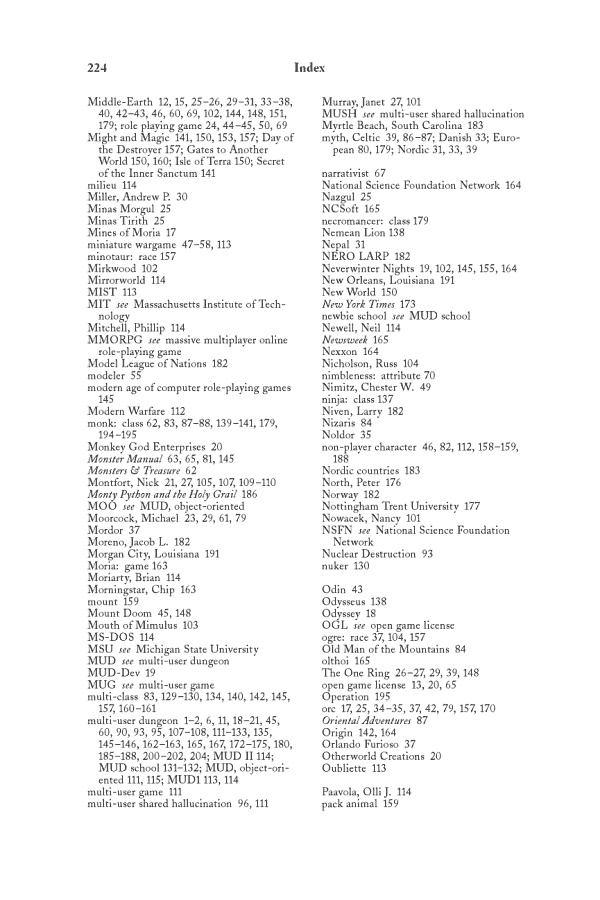 224 Index
Middle-Earth 12, 15, 25–26, 29–31, 33–38,
40, 42–43, 46, 60, 69, 102, 144, 148, 151,
179; role playing game 24, 44–45, 50, 69
Might and Magic 141, 150, 153, 157; Day of
the Destroyer 157; Gates to Another
World 150, 160; Isle of Terra 150; Secret
of the Inner Sanctum 141
milieu 114
Miller, Andrew P. 30
Minas Morgul 25
Minas Tirith 25
Mines of Moria 17
miniature wargame 47–58, 113
minotaur: race 157
Mirkwood 102
Mirrorworld 114
MIST 113
MIT see Massachusetts Institute of Tech-
nology
Mitchell, Phillip 114
MMORPG see massive multiplayer online
role-playing game
Model League of Nations 182
modeler 55
modern age of computer role-playing games
145
Modern Warfare 112
monk: class 62, 83, 87–88, 139–141, 179,
194–195
Monkey God Enterprises 20
Monster Manual 63, 65, 81, 145
Monsters & Treasure 62
Montfort, Nick 21, 27, 105, 107, 109–110
Monty Python and the Holy Grail 186
MOO see MUD, object-oriented
Moorcock, Michael 23, 29, 61, 79
Mordor 37
Moreno, Jacob L. 182
Morgan City, Louisiana 191
Moria: game 163
Moriarty, Brian 114
Morningstar, Chip 163
mount 159
Mount Doom 45, 148
Mouth of Mimulus 103
MS-DOS 114
MSU see Michigan State University
MUD see multi-user dungeon
MUD-Dev 19
MUG see multi-user game
multi-class 83, 129–130, 134, 140, 142, 145,
157, 160–161
multi-user dungeon 1–2, 6, 11, 18–21, 45,
60, 90, 93, 95, 107–108, 111–133, 135,
145–146, 162–163, 165, 167, 172–175, 180,
185–188, 200–202, 204; MUD II 114;
MUD school 131–132; MUD, object-ori-
ented 111, 115; MUD1 113, 114
multi-user game 111
multi-user shared hallucination 96, 111
Murray, Janet 27, 101
MUSH see multi-user shared hallucination
Myrtle Beach, South Carolina 183
myth, Celtic 39, 86–87; Danish 33; Euro-
pean 80, 179; Nordic 31, 33, 39
narrativist 67
National Science Foundation Network 164
Nazgul 25
NCSoft 165
necromancer: class 179
Nemean Lion 138
Nepal 31
NERO LARP 182
Neverwinter Nights 19, 102, 145, 155, 164
New Orleans, Louisiana 191
New World 150
New York Times 173
newbie school see MUD school
Newell, Neil 114
Newsweek 165
Nexxon 164
Nicholson, Russ 104
nimbleness: attribute 70
Nimitz, Chester W. 49
ninja: class 137
Niven, Larry 182
Nizaris 84
Noldor 35
non-player character 46, 82, 112, 158–159,
188
Nordic countries 183
North, Peter 176
Norway 182
Nottingham Trent University 177
Nowacek, Nancy 101
NSFN see National Science Foundation
Network
Nuclear Destruction 93
nuker 130
Odin 43
Odysseus 138
Odyssey 18
OGL see open game license
ogre: race 37, 104, 157
Old Man of the Mountains 84
olthoi 165
The One Ring 26–27, 29, 39, 148
open game license 13, 20, 65
Operation 195
orc 17, 25, 34–35, 37, 42, 79, 157, 170
Oriental Adventures 87
Origin 142, 164
Orlando Furioso 37
Otherworld Creations 20
Oubliette 113
Paavola, Olli J. 114
pack animal 159